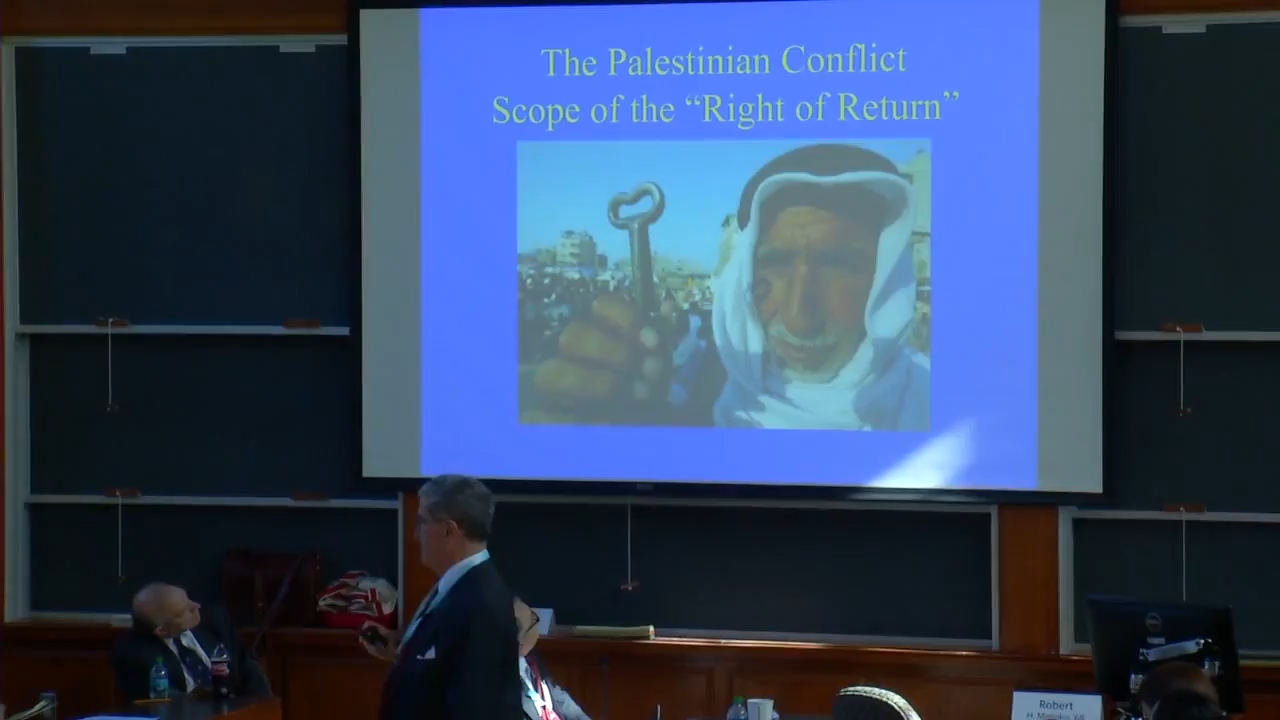 The Palestinian Conflict
Scope of the “Right of Return”
Robert